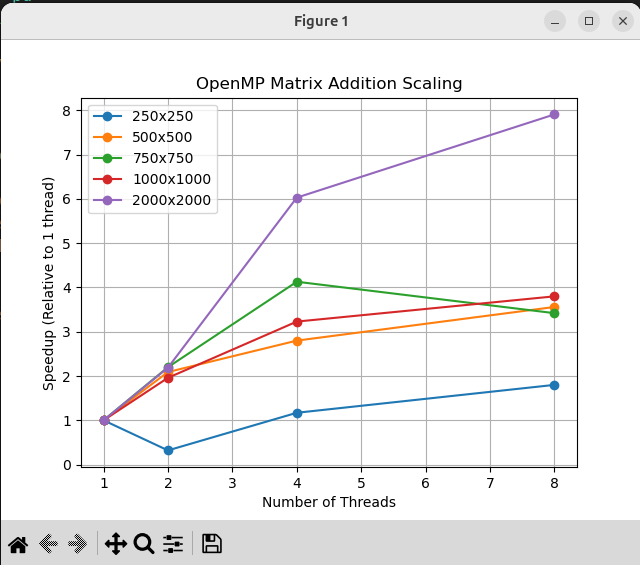 Figure 1
OpenMP Matrix Addition Scaling
250x250
500x500
750x750
1000x1000
2000x2000
Speedup (Relative to 1 thread)
8
7
6
5
4
3
2
1
0
1 2 3 4 5 6 7 8
Number of Threads